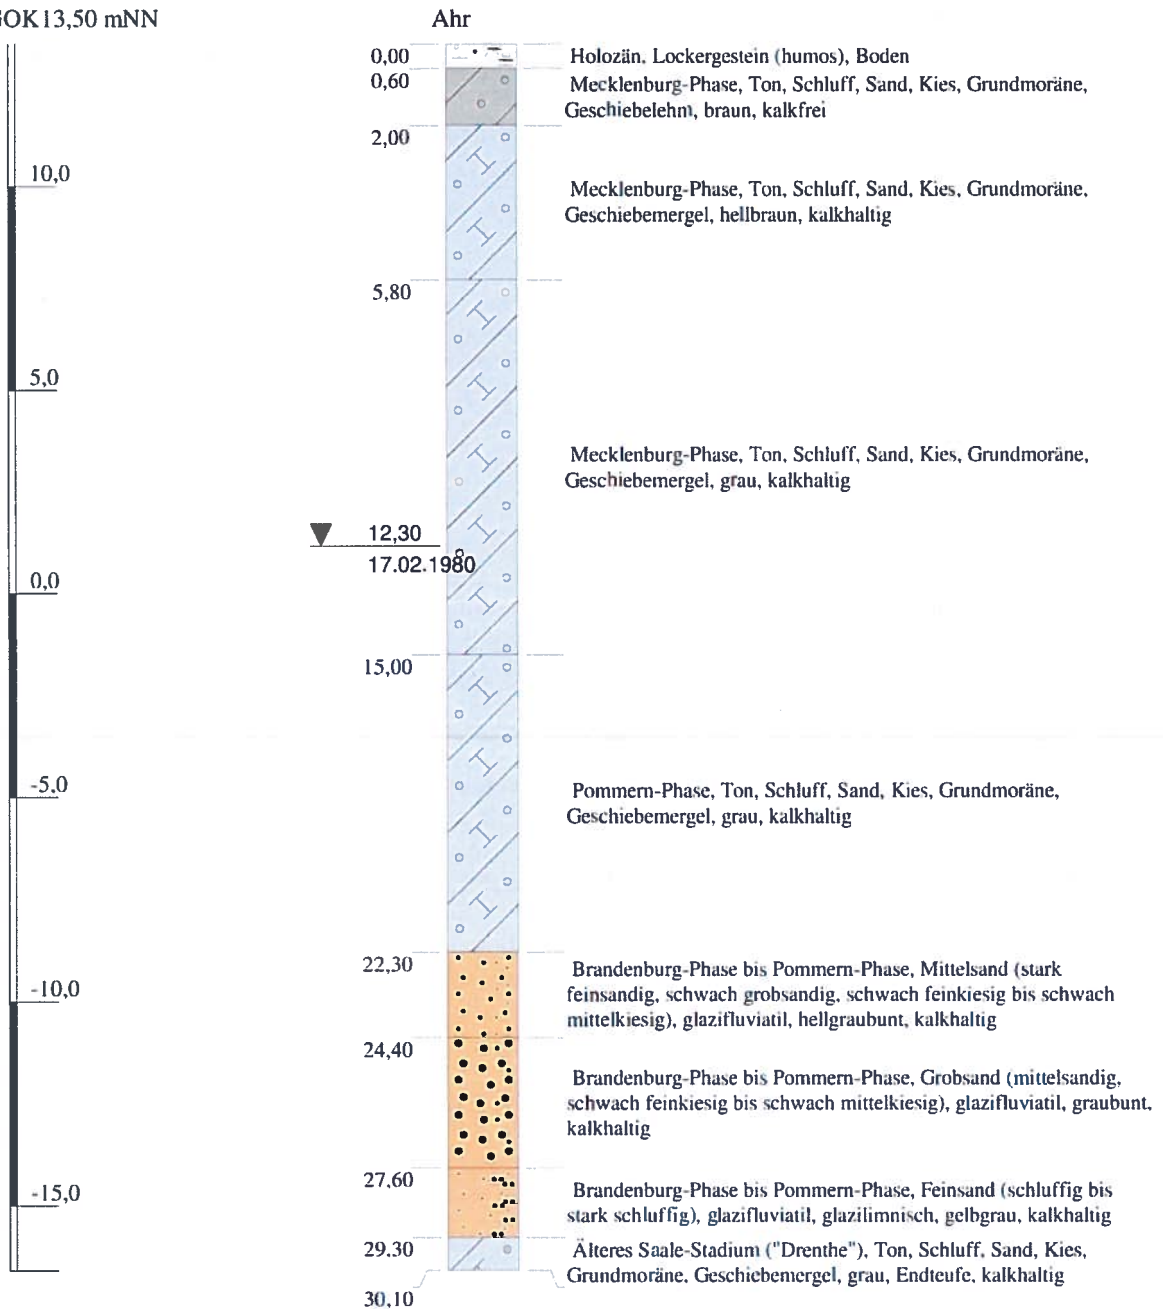 GOK 13,50 mNN
Ahr
0,00
Holozän, Lockergestein (humos), Boden
0,60
Mecklenburg-Phase, Ton, Schluff, Sand, Kies, Grundmoräne,
Geschiebelehm, braun, kalkfrei
2,00
10,0
Mecklenburg-Phase, Ton, Schluff, Sand, Kies, Grundmoräne,
Geschiebemergel, hellbraun, kalkhaltig
5,80
5,0
Mecklenburg-Phase, Ton, Schluff, Sand, Kies, Grundmoräne,
Geschiebemergel, grau, kalkhaltig
12,30
17.02.1980
0,0
15,00
-5,0
Pommern-Phase, Ton, Schluff, Sand, Kies, Grundmoräne,
Geschiebemergel, grau, kalkhaltig
22,30
Brandenburg-Phase bis Pommern-Phase, Mittelsand (stark
feinsandig, schwach grobsandig, schwach feinkiesig bis schwach
mittelkiesig), glazifluviatil, hellgraubunt, kalkhaltig
-10,0
24,40
Brandenburg-Phase bis Pommern-Phase, Grobsand (mittelsandig,
schwach feinkiesig bis schwach mittelkiesig), glazifluviatil, graubunt,
kalkhaltig
27,60
-15,0
Brandenburg-Phase bis Pommern-Phase, Feinsand (schluffig bis
stark schluffig), glazifluviatil, glazilimnisch, gelbgrau, kalkhaltig
29.30
Älteres Saale-Stadium ("Drenthe"), Ton, Schluff, Sand, Kies,
Grundmoräne, Geschiebemergel, grau, Endteufe, kalkhaltig
30,10